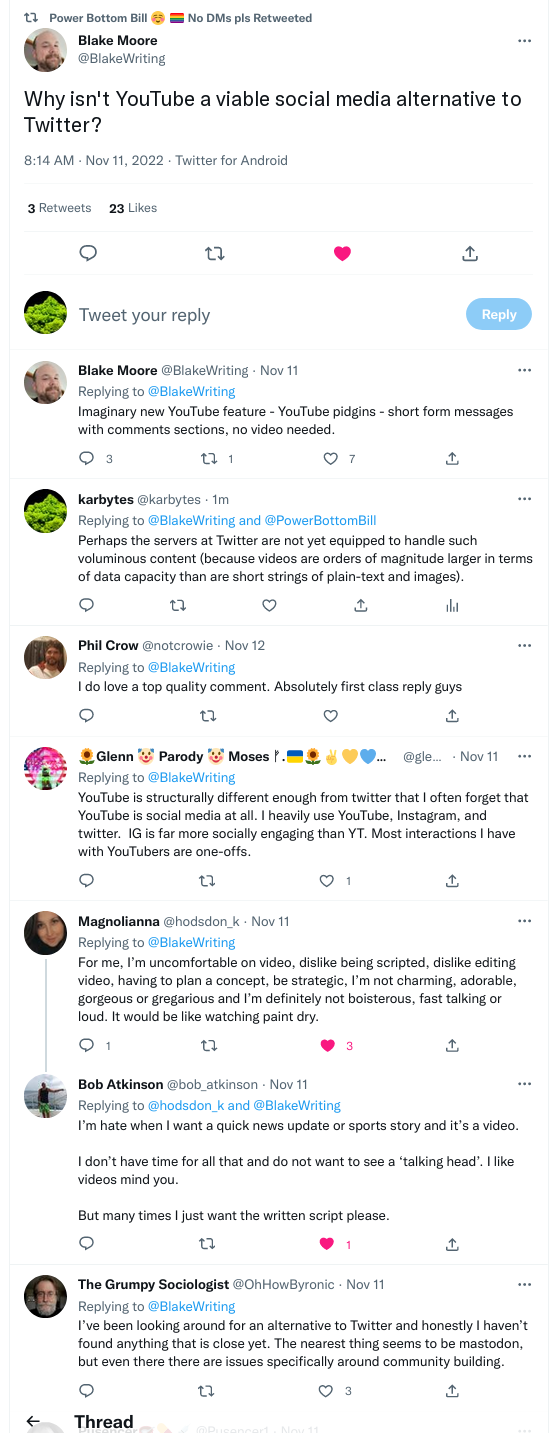 Power Bottom Bill ☺️ 🏳️‍🌈 No DMs pls Retweeted
Blake Moore
@BlakeWriting
Why isn't YouTube a viable social media alternative to
Twitter?
8:14 AM · Nov 11, 2022 · Twitter for Android
3 Retweets 23 Likes
Tweet your reply
Reply
Blake Moore @BlakeWriting · Nov 11
Replying to @BlakeWriting
Imaginary new YouTube feature - YouTube pidgins - short form messages
with comments sections, no video needed.
3 1 7
karbytes @karbytes · 1m
Replying to @BlakeWriting and @PowerBottomBill
Perhaps the servers at Twitter are not yet equipped to handle such
voluminous content (because videos are orders of magnitude larger in terms
of data capacity than are short strings of plain-text and images).
Phil Crow @notcrowie · Nov 12
Replying to @BlakeWriting
I do love a top quality comment. Absolutely first class reply guys
🌻Glenn 🤡 Parody 🤡 Moses ᚠ.🇺🇦🌻✌️💛💙... @gle... · Nov 11
Replying to @BlakeWriting
YouTube is structurally different enough from twitter that I often forget that
YouTube is social media at all. I heavily use YouTube, Instagram, and
twitter. IG is far more socially engaging than YT. Most interactions I have
with YouTubers are one-offs.
1
Magnolianna @hodsdon_k · Nov 11
Replying to @BlakeWriting
For me, I'm uncomfortable on video, dislike being scripted, dislike editing
video, having to plan a concept, be strategic, I'm not charming, adorable,
gorgeous or gregarious and I'm definitely not boisterous, fast talking or
loud. It would be like watching paint dry.
1 3
Bob Atkinson @bob_atkinson · Nov 11
Replying to @hodsdon_k and @BlakeWriting
I'm hate when I want a quick news update or sports story and it's a video.
I don't have time for all that and do not want to see a 'talking head'. I like
videos mind you.
But many times I just want the written script please.
1
The Grumpy Sociologist @OhHowByronic · Nov 11
Replying to @BlakeWriting
I've been looking around for an alternative to Twitter and honestly I haven't
found anything that is close yet. The nearest thing seems to be mastodon,
but even there there are issues specifically around community building.
3
Thread
@Pusencer1 · Nov 11